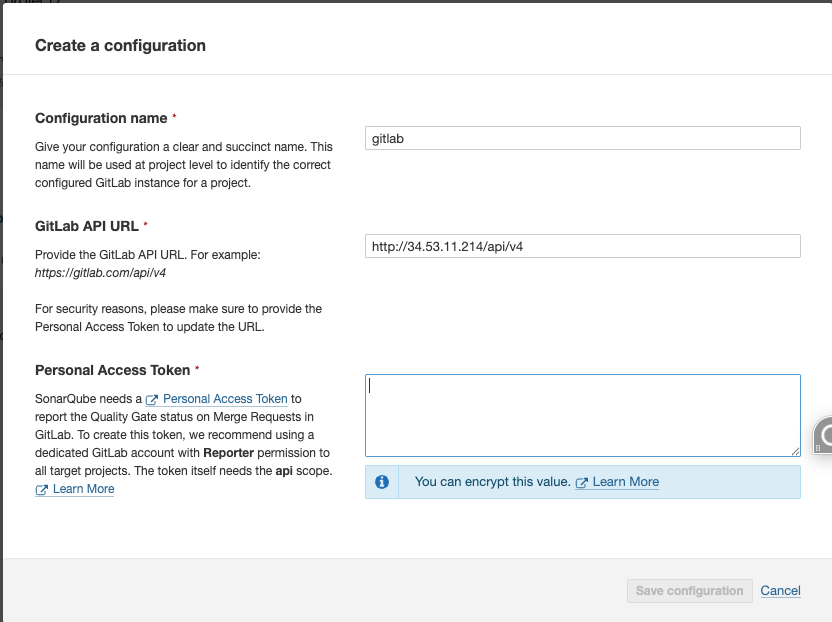 Create a configuration
Configuration name *
Give your configuration a clear and succinct name. This
name will be used at project level to identify the correct
configured GitLab instance for a project.
gitlab
GitLab API URL *
Provide the GitLab API URL. For example:
https://gitlab.com/api/v4
For security reasons, please make sure to provide the
Personal Access Token to update the URL.
http://34.53.11.214/api/v4
Personal Access Token *
SonarQube needs a Personal Access Token to
report the Quality Gate status on Merge Requests in
GitLab. To create this token, we recommend using a
dedicated GitLab account with Reporter permission to
all target projects. The token itself needs the api scope.
Learn More
You can encrypt this value. Learn More
Save configuration Cancel